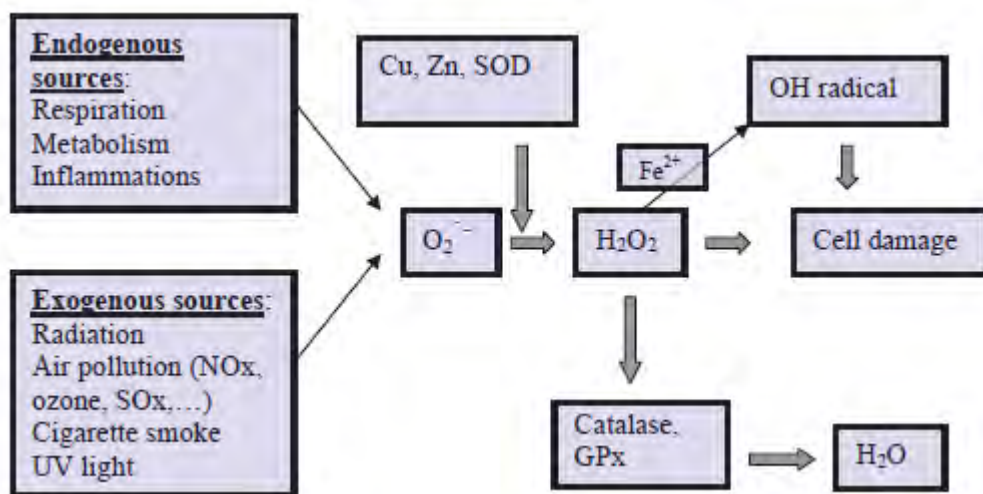 Endogenous
sources:
Respiration
Metabolism
Inflammations
Cu, Zn, SOD
OH radical
Fe²⁺
O₂˙⁻
H₂O₂
Cell damage
Exogenous sources:
Radiation
Air pollution (NOx,
ozone, SOx,…)
Cigarette smoke
UV light
Catalase,
GPx
H₂O